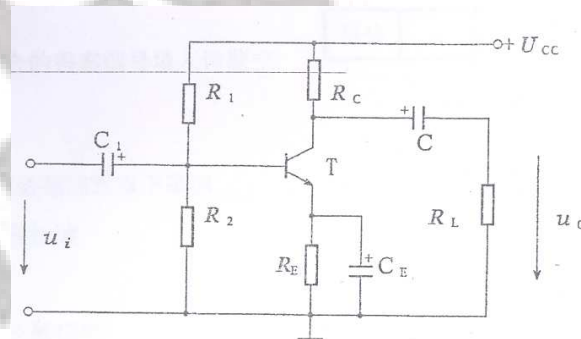 + U_CC
R_1
R_C
C_1
+
+
C
T
R_2
R_L
u_i
u_o
R_E
+
C_E